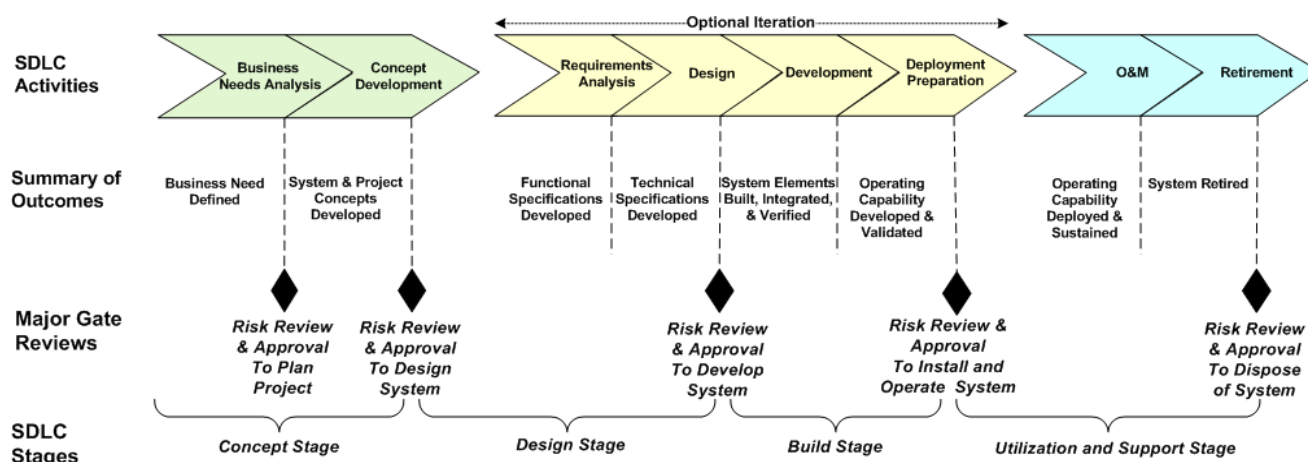 Optional Iteration
SDLC
Activities
Business
Needs Analysis
Concept
Development
Requirements
Analysis
Design
Development
Deployment
Preparation
O&M
Retirement
Summary of
Outcomes
Business Need
Defined
System & Project
Concepts
Developed
Functional
Specifications
Developed
Technical
Specifications
Developed
System Elements
Built, Integrated,
& Verified
Operating
Capability
Developed &
Validated
Operating
Capability
Deployed &
Sustained
System Retired
Major Gate
Reviews
Risk Review
& Approval
To Plan
Project
Risk Review
& Approval
To Design
System
Risk Review
& Approval
To Develop
System
Risk Review &
Approval
To Install and
Operate System
Risk Review
& Approval
To Dispose
of System
SDLC
Stages
Concept Stage
Design Stage
Build Stage
Utilization and Support Stage